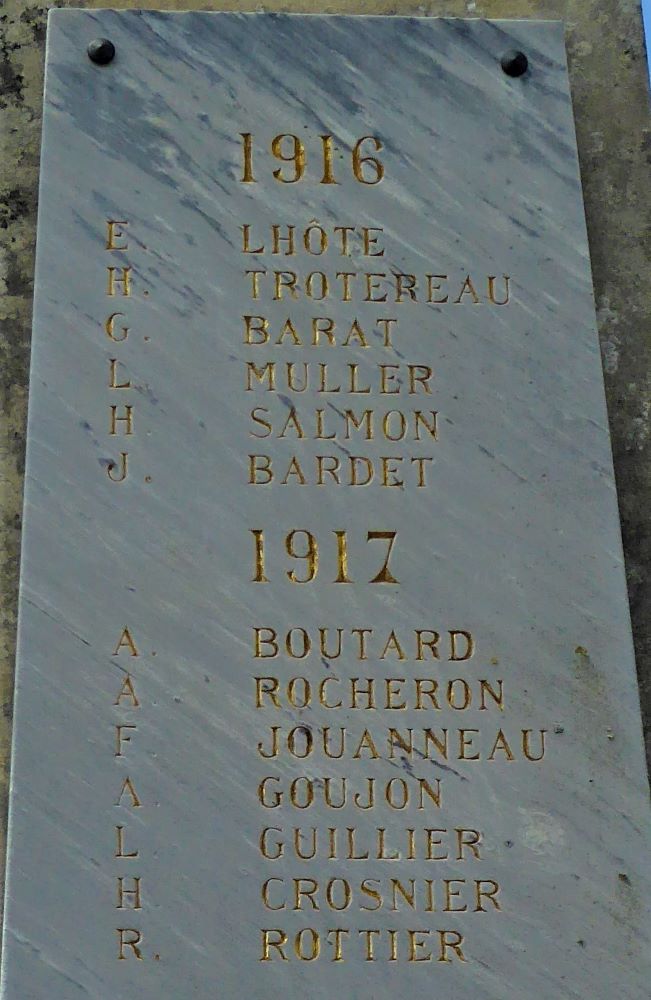 1916
E. LHÔTE
H. TROTEREAU
G. BARAT
L. MULLER
H. SALMON
J. BARDET
1917
A. BOUTARD
A. ROCHERON
F. JOUANNEAU
A. GOUJON
L. GUILLIER
H. CROSNIER
R. ROTTIER